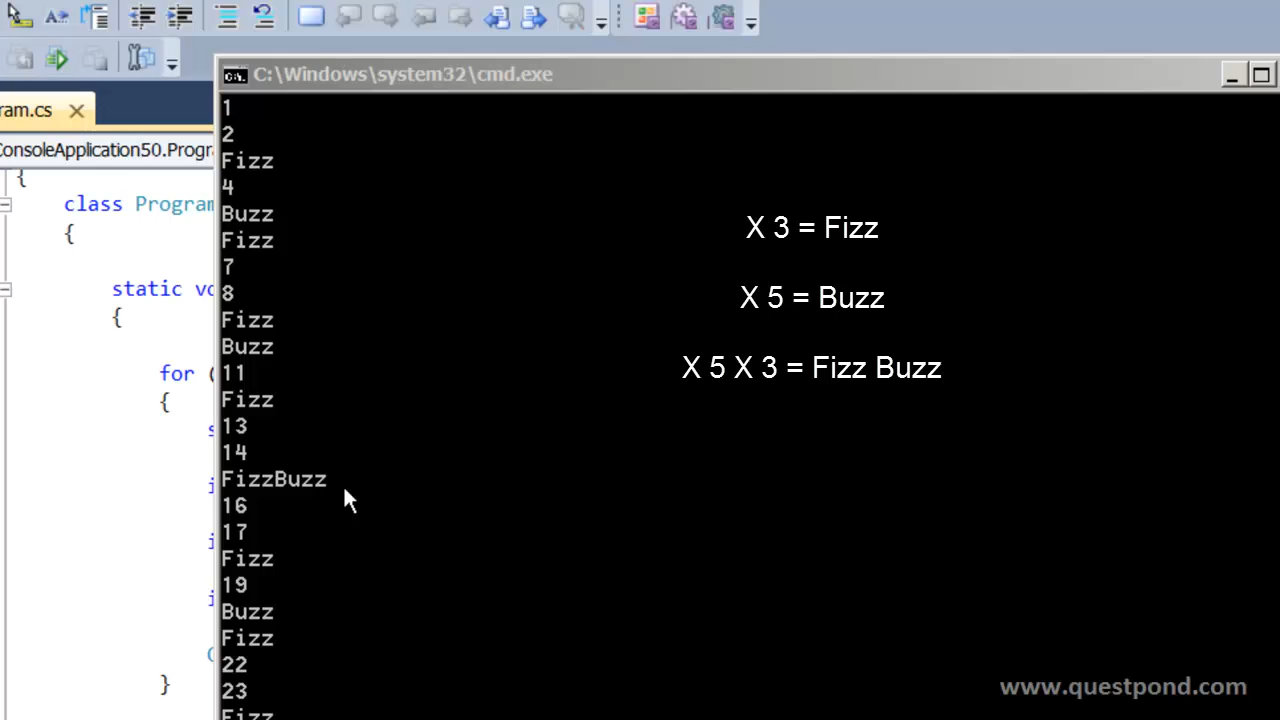 C:\Windows\system32\cmd.exe
ram.cs
ConsoleApplication50.Progr
{
class Program
{
static vo
{
for (
{
s
i
i
i
}
1
2
Fizz
4
Buzz
Fizz
7
8
Fizz
Buzz
11
Fizz
13
14
FizzBuzz
16
17
Fizz
19
Buzz
Fizz
22
23
Fizz
X 3 = Fizz
X 5 = Buzz
X 5 X 3 = Fizz Buzz
www.questpond.com